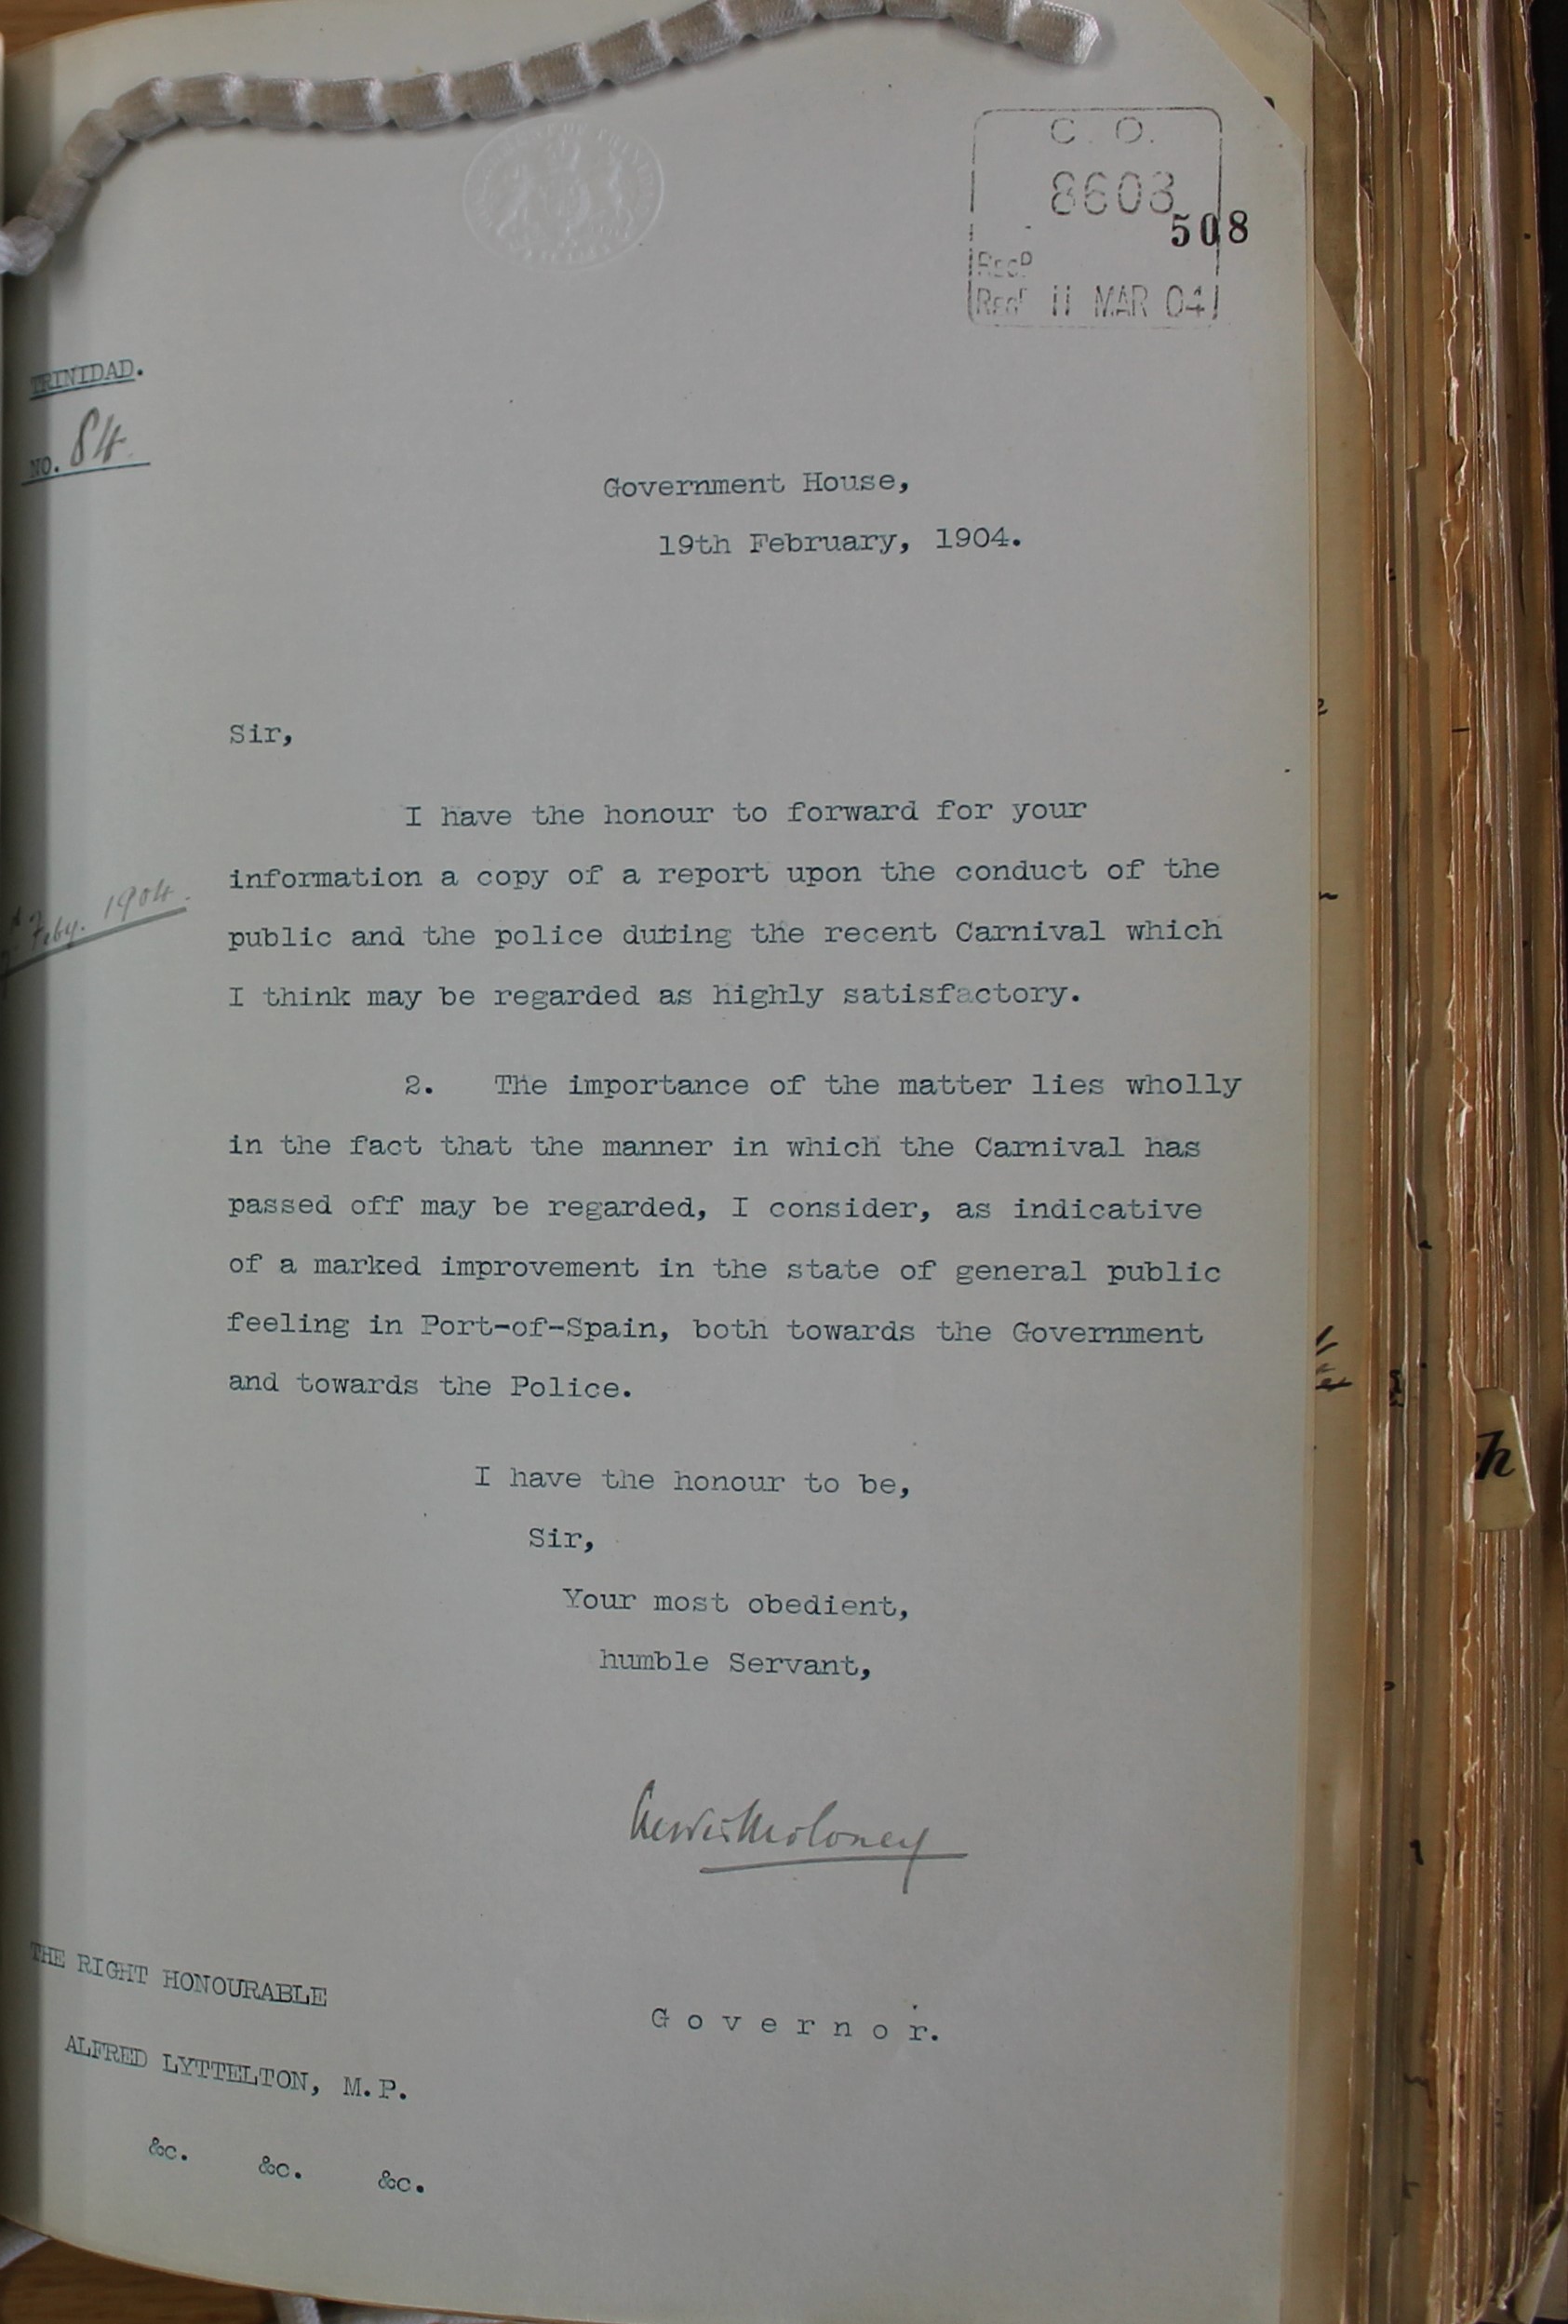 C. O.
8603
508
RECD
REGD 11 MAR 04
TRINIDAD.
NO. 84.
Government House,
19th February, 1904.
Sir,
I have the honour to forward for your
information a copy of a report upon the conduct of the
Feby. 1904.
public and the police during the recent Carnival which
I think may be regarded as highly satisfactory.
2. The importance of the matter lies wholly
in the fact that the manner in which the Carnival has
passed off may be regarded, I consider, as indicative
of a marked improvement in the state of general public
feeling in Port-of-Spain, both towards the Government
and towards the Police.
I have the honour to be,
Sir,
Your most obedient,
humble Servant,
Moloney
Governor.
THE RIGHT HONOURABLE
ALFRED LYTTELTON, M.P.
&c. &c. &c.